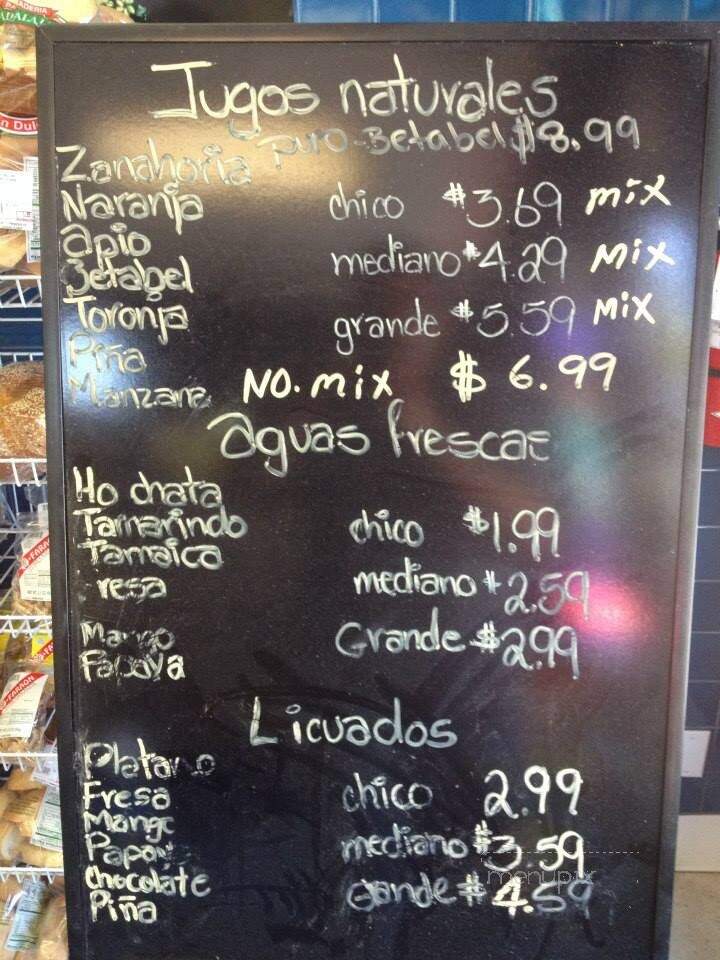 Jugos naturales
puro-Betabel $8.99
Zanahoria
Naranja chico $3.69 mix
apio
mediano $4.29 Mix
Betabel
Toronja grande $5.59 MiX
Piña
Manzana NO. mix $6.99
aguas frescas
Ho chata
Tamarindo chico $1.99
Jamaica
resa mediano $2.59
Mango Grande $2.99
Papaya
Licuados
Platano
Fresa chico 2.99
Mango
Papaya mediano $3.59
chocolate Grande $4.59
Piña
menupix